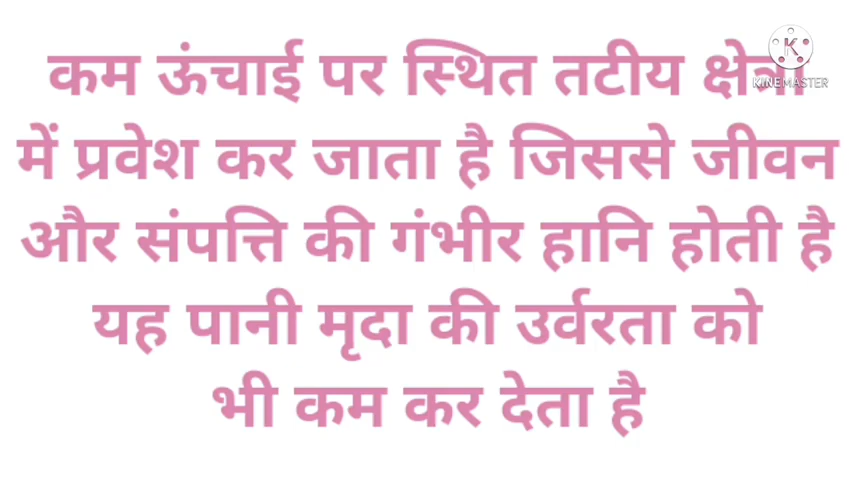 कम ऊंचाई पर स्थित तटीय क्षेत्रों
KINEMASTER
में प्रवेश कर जाता है जिससे जीवन
और संपत्ति की गंभीर हानि होती है
यह पानी मृदा की उर्वरता को
भी कम कर देता है